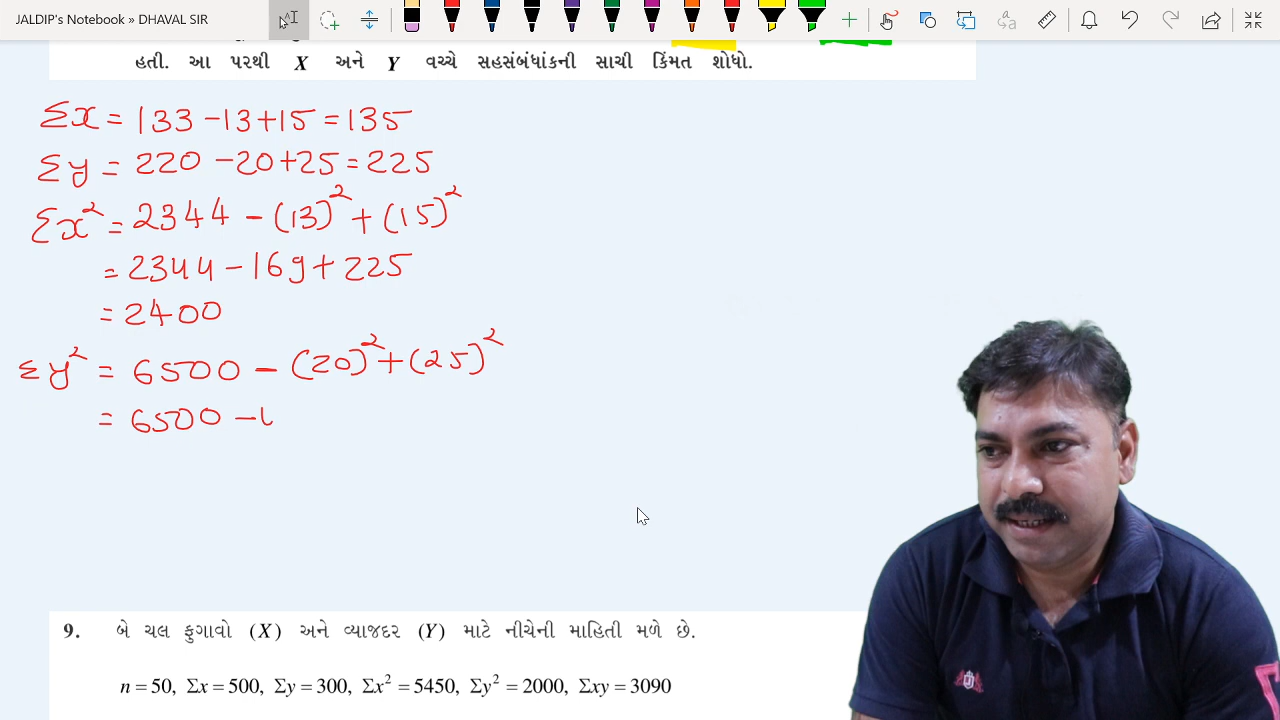 JALDIP's Notebook » DHAVAL SIR
હતી. આ પરથી X અને Y વચ્ચે સહસંબંધાંકની સાચી કિંમત શોધો.
Σx = 133 -13+15 = 135
Σy = 220 -20+25 = 225
Σx² = 2344 - (13)² + (15)²
= 2344 - 169 + 225
= 2400
Σy² = 6500 - (20)² + (25)²
= 6500 -
9. બે ચલ ફુગાવો (X) અને વ્યાજદર (Y) માટે નીચેની માહિતી મળે છે.
n = 50, Σx = 500, Σy = 300, Σx² = 5450, Σy² = 2000, Σxy = 3090